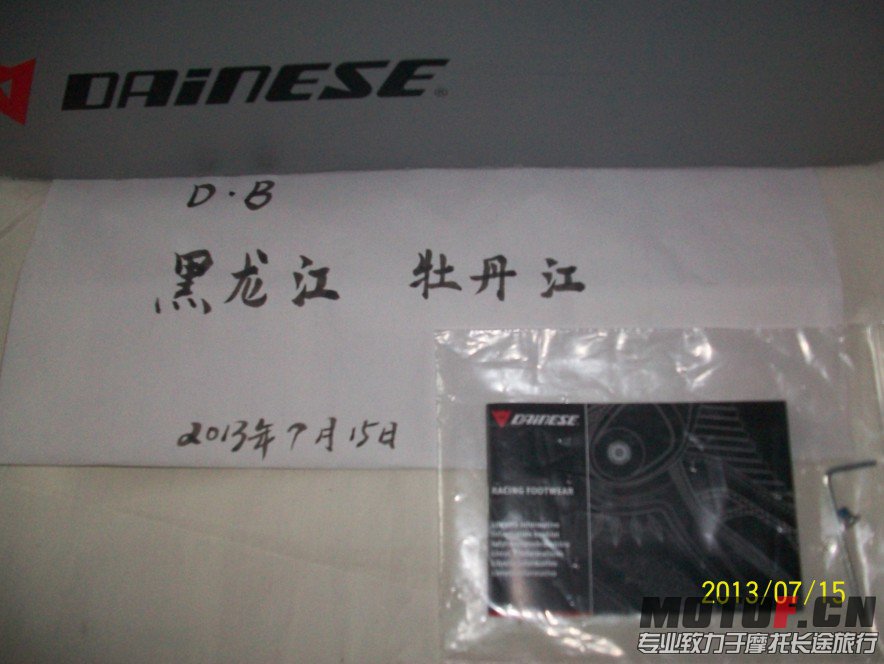 DAINESE
D·B
黑龙江 牡丹江
2013年7月15日
DAINESE
RACING FOOTWEAR
2013/07/15
MOTOF.CN
专业致力于摩托长途旅行